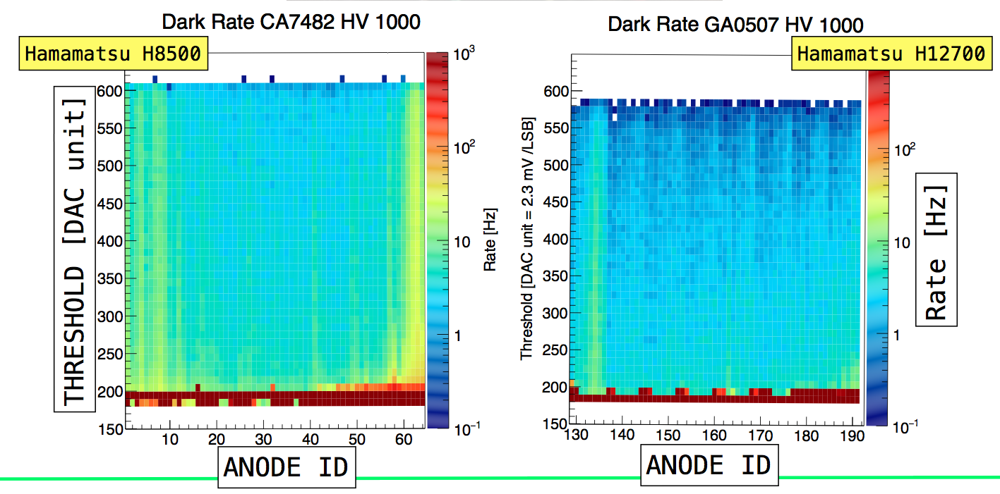 Dark Rate CA7482 HV 1000
Hamamatsu H8500
THRESHOLD [DAC unit]
600
550
500
450
400
350
300
250
200
150
10 20 30 40 50 60
ANODE ID
10³
10²
10
1
10⁻¹
Rate [Hz]
Dark Rate GA0507 HV 1000
Hamamatsu H12700
Threshold [DAC unit = 2.3 mV /LSB]
600
550
500
450
400
350
300
250
200
150
130 140 150 160 170 180 190
ANODE ID
10²
10
1
10⁻¹
Rate [Hz]